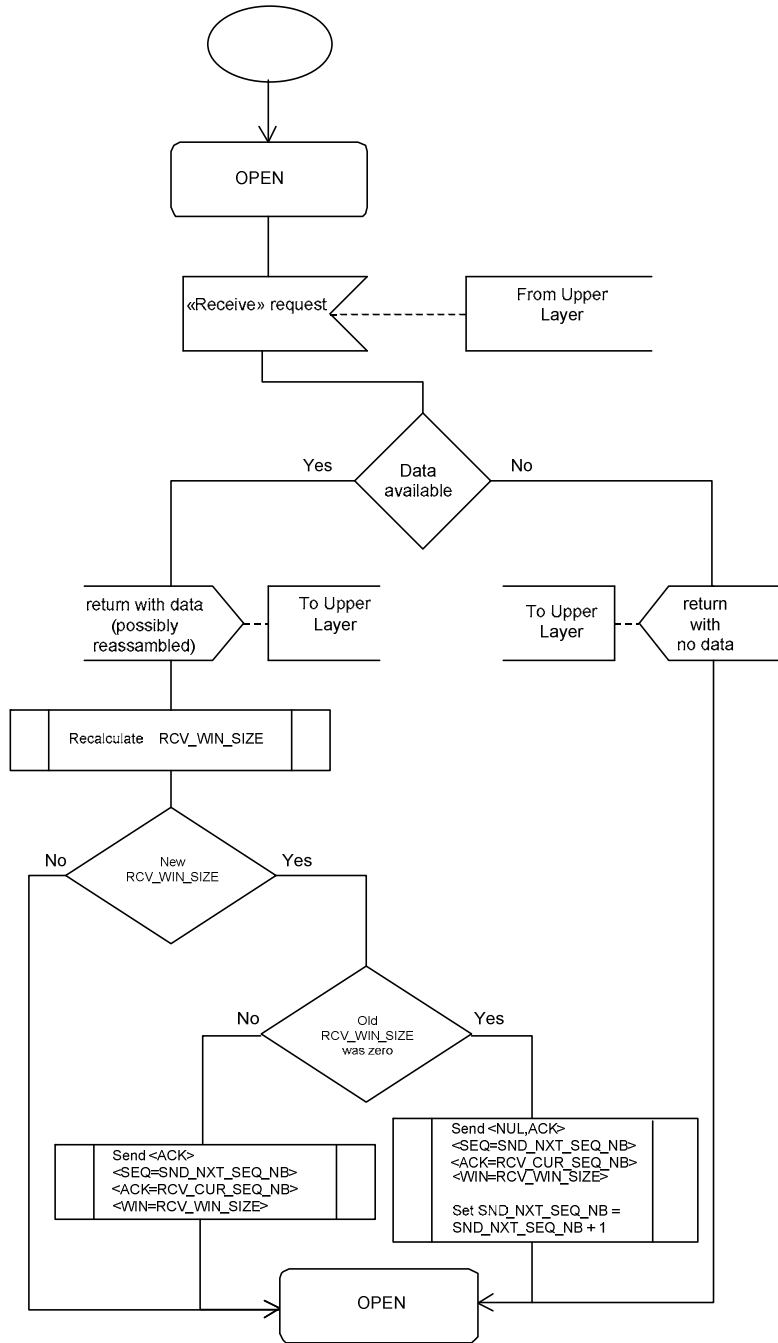 OPEN
«Receive» request
From Upper
Layer
Yes
Data
available
No
return with data
(possibly
reassambled)
To Upper
Layer
To Upper
Layer
return
with
no data
Recalculate RCV_WIN_SIZE
No
New
RCV_WIN_SIZE
Yes
No
Old
RCV_WIN_SIZE
was zero
Yes
Send <ACK>
<SEQ=SND_NXT_SEQ_NB>
<ACK=RCV_CUR_SEQ_NB>
<WIN=RCV_WIN_SIZE>
Send <NUL,ACK>
<SEQ=SND_NXT_SEQ_NB>
<ACK=RCV_CUR_SEQ_NB>
<WIN=RCV_WIN_SIZE>
Set SND_NXT_SEQ_NB =
SND_NXT_SEQ_NB + 1
OPEN